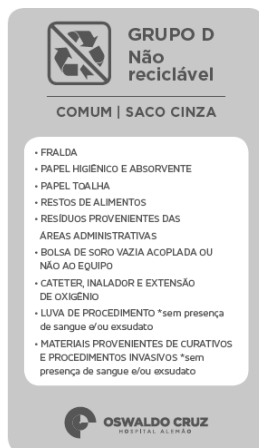 GRUPO D
Não
reciclável
COMUM | SACO CINZA
• FRALDA
• PAPEL HIGIÊNICO E ABSORVENTE
• PAPEL TOALHA
• RESTOS DE ALIMENTOS
• RESÍDUOS PROVENIENTES DAS
ÁREAS ADMINISTRATIVAS
• BOLSA DE SORO VAZIA ACOPLADA OU
NÃO AO EQUIPO
• CATETER, INALADOR E EXTENSÃO
DE OXIGÊNIO
• LUVA DE PROCEDIMENTO *sem presença
de sangue e/ou exsudato
• MATERIAIS PROVENIENTES DE CURATIVOS
E PROCEDIMENTOS INVASIVOS *sem
presença de sangue e/ou exsudato
OSWALDO CRUZ
HOSPITAL ALEMÃO